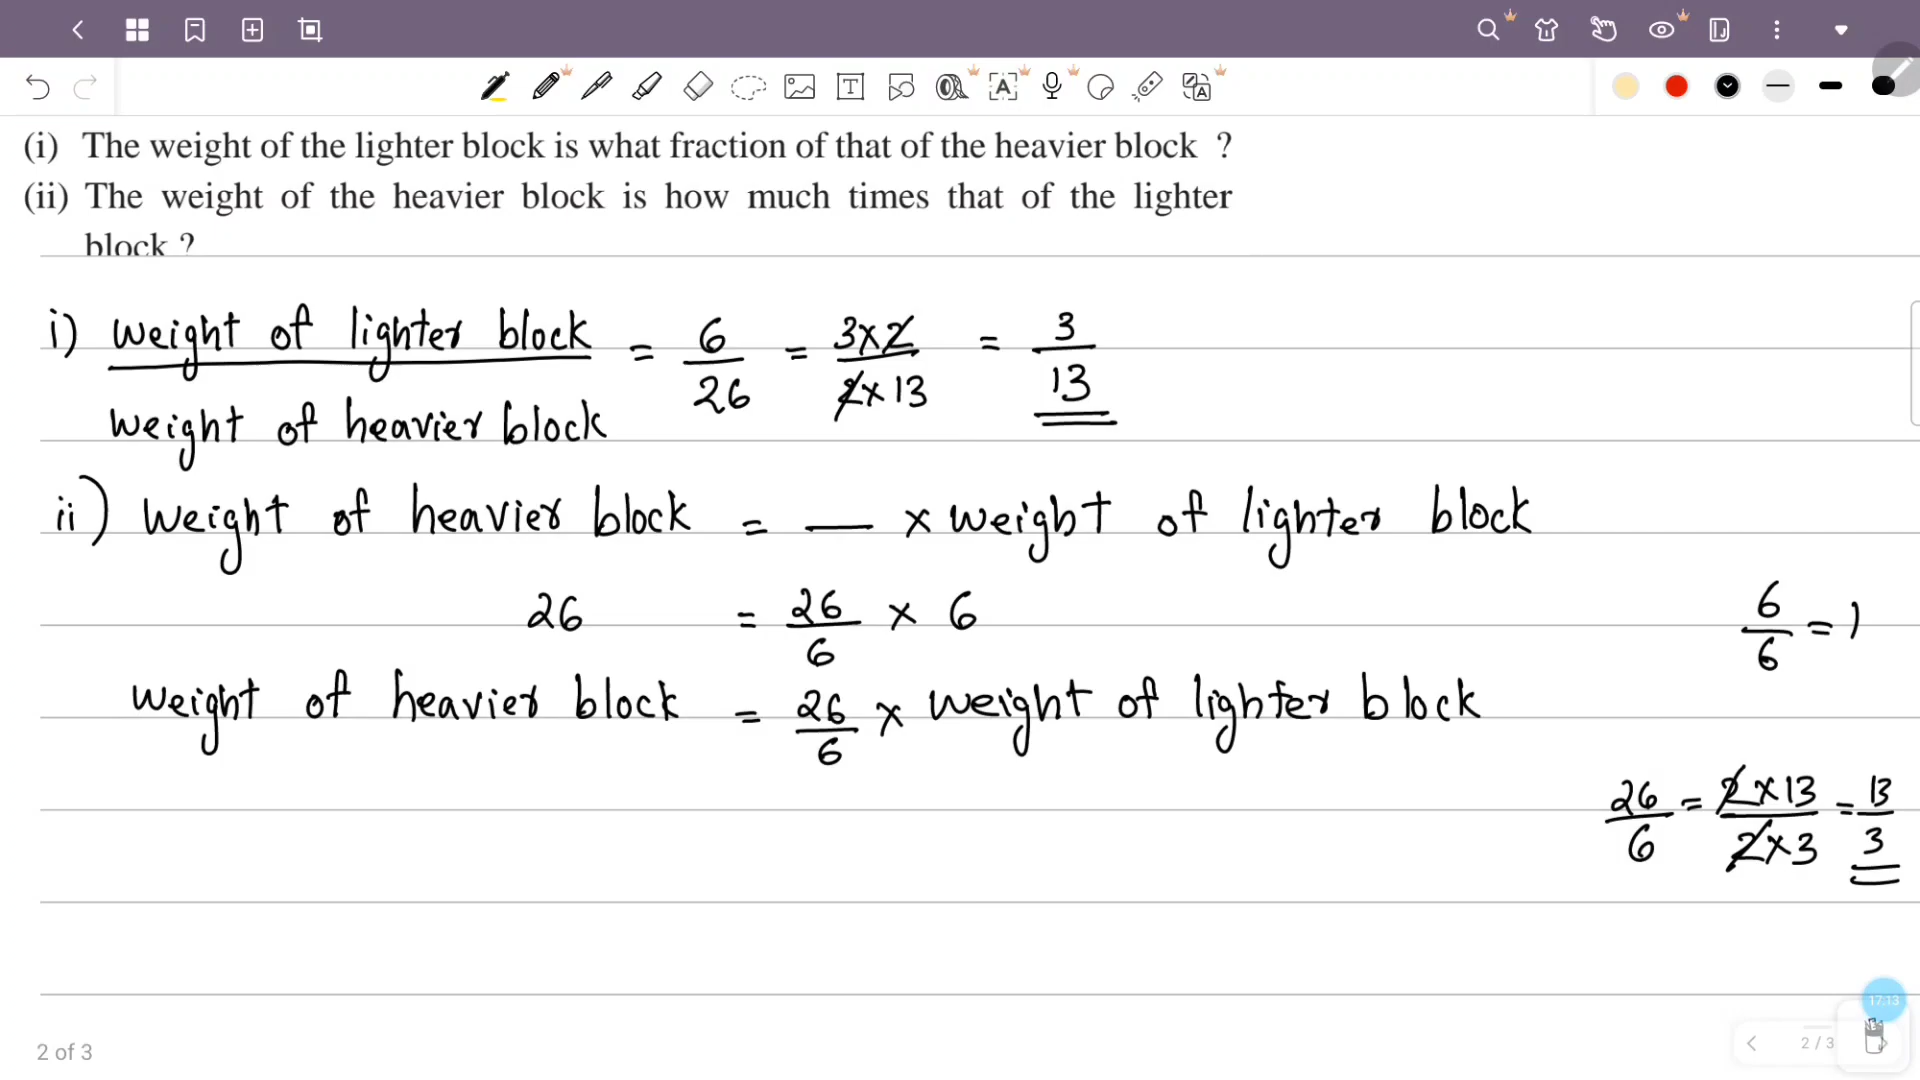 (i) The weight of the lighter block is what fraction of that of the heavier block ?
(ii) The weight of the heavier block is how much times that of the lighter
block ?
i) weight of lighter block / weight of heavier block = 6/26 = 3x2/2x13 = 3/13
ii) weight of heavier block = — x weight of lighter block
26 = 26/6 x 6
6/6 = 1
weight of heavier block = 26/6 x weight of lighter block
26/6 = 2x13/2x3 = 13/3
17:13
2 of 3
2 / 3